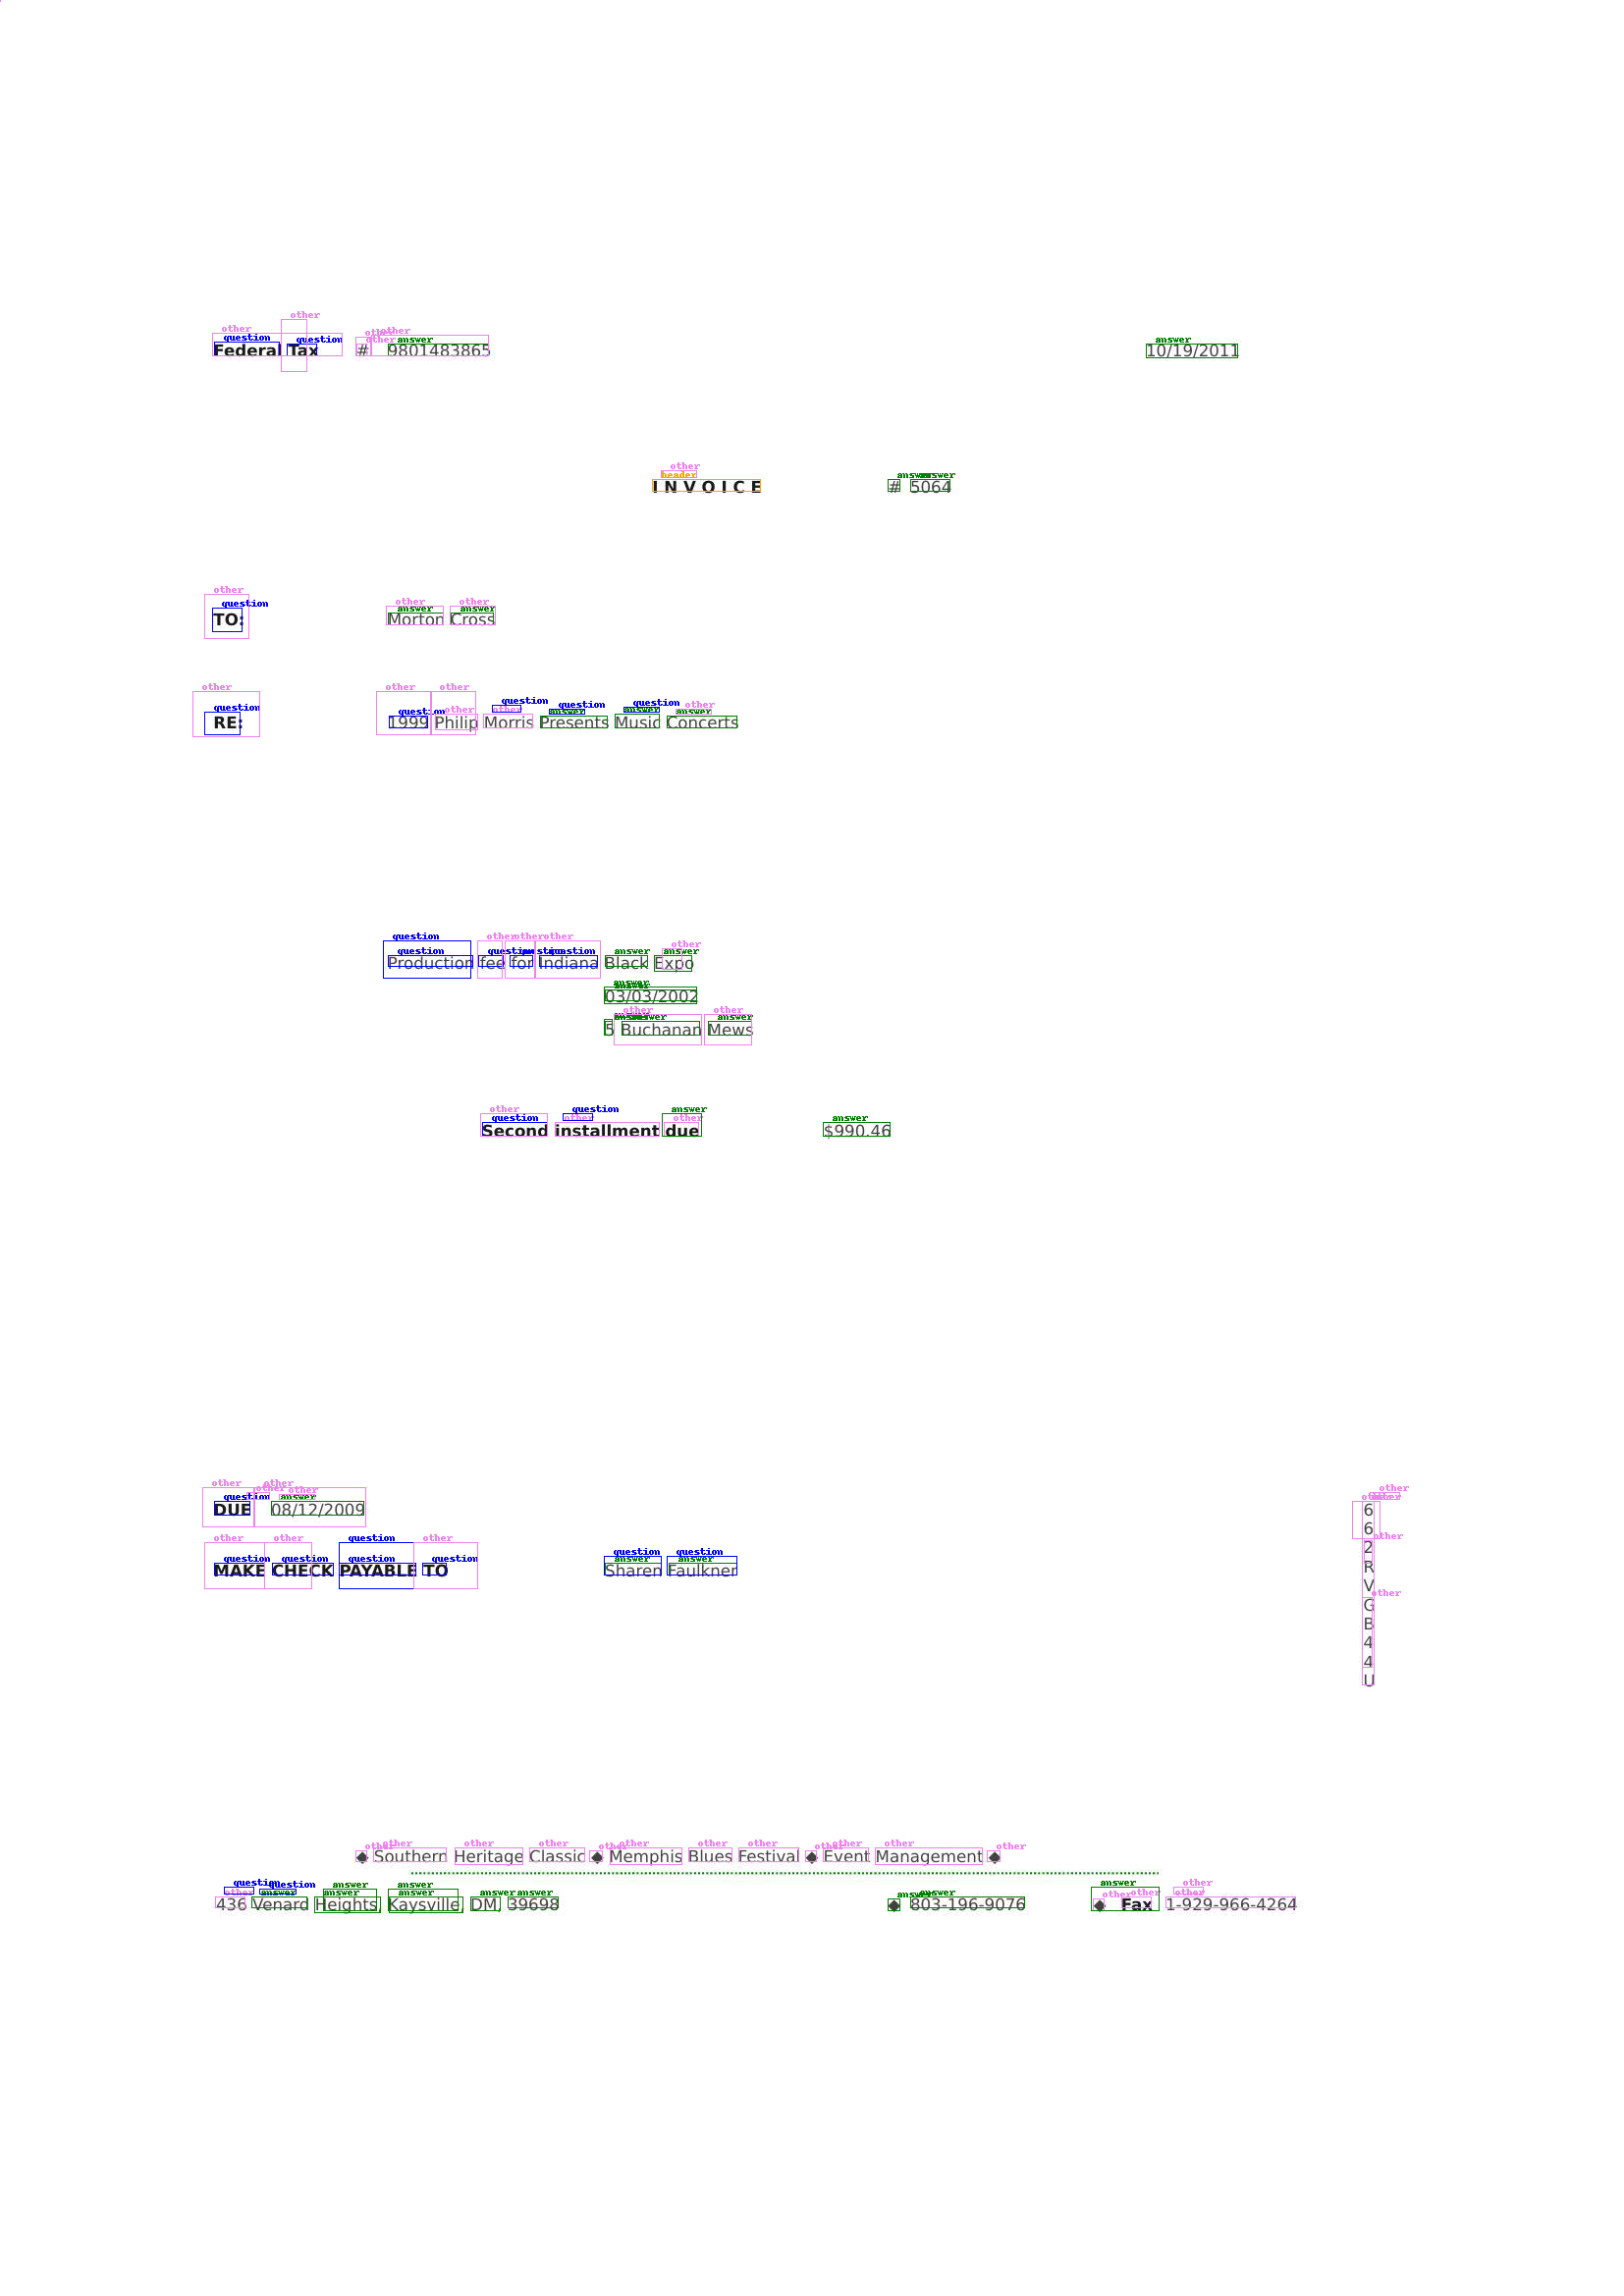 Federal Tax # 9801483865 10/19/2011
I N V O I C E # 5064
TO: Morton Cross
RE: 1999 Philip Morris Presents Music Concerts
Production fee for Indiana Black Expo
03/03/2002
5 Buchanan Mews
Second installment due $990.46
DUE 08/12/2009
MAKE CHECK PAYABLE TO Sharen Faulkner
6
6
2
R
V
G
B
4
4
U
◆ Southern Heritage Classic ◆ Memphis Blues Festival ◆ Event Management ◆
436 Venard Heights, Kaysville, DM, 39698 ◆ 803-196-9076 ◆ Fax 1-929-966-4264